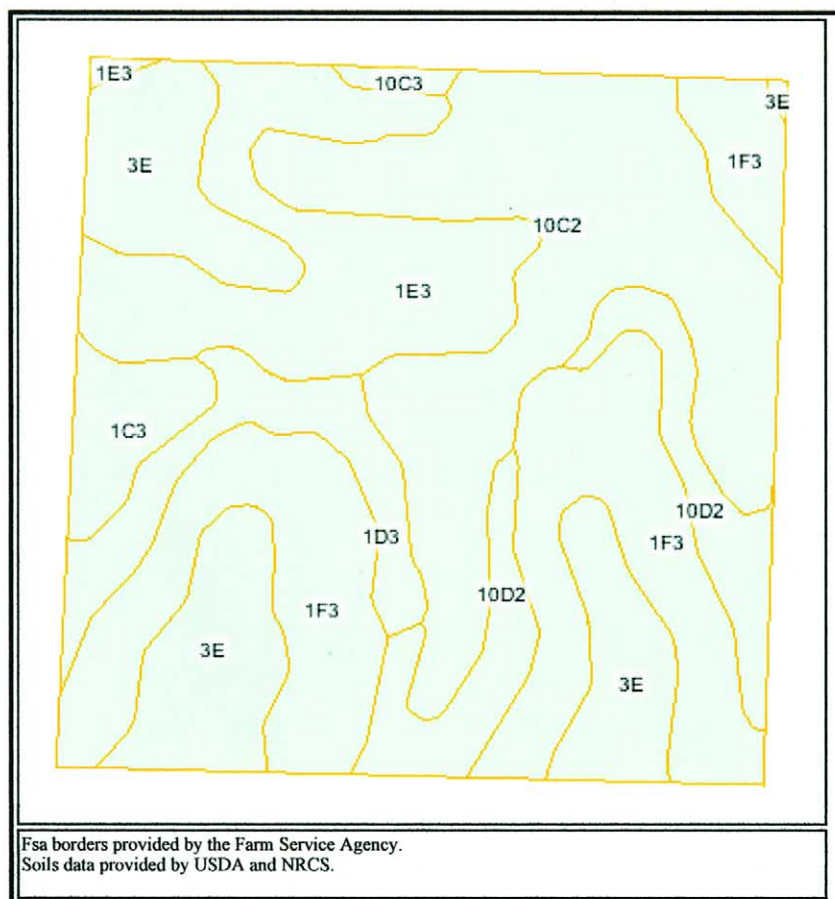 1E3
10C3
3E
3E
1F3
10C2
1E3
1C3
10D2
1D3
1F3
10D2
1F3
3E
3E
Fsa borders provided by the Farm Service Agency.
Soils data provided by USDA and NRCS.